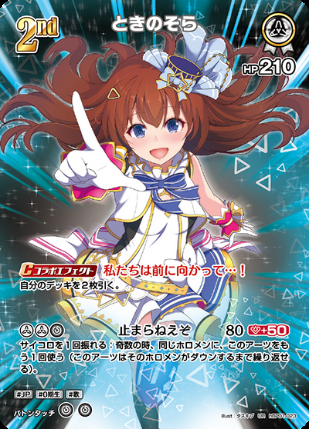 2nd
ときのそら
HP210
コラボエフェクト 私たちは前に向かって…！
自分のデッキを2枚引く。
止まらねえぞ 80 +50
サイコロを1回振れる：奇数の時、同じホロメンに、このアーツをも
う1回使う（このアーツはそのホロメンがダウンするまで繰り返せ
る）。
#JP #0期生 #歌
バトンタッチ